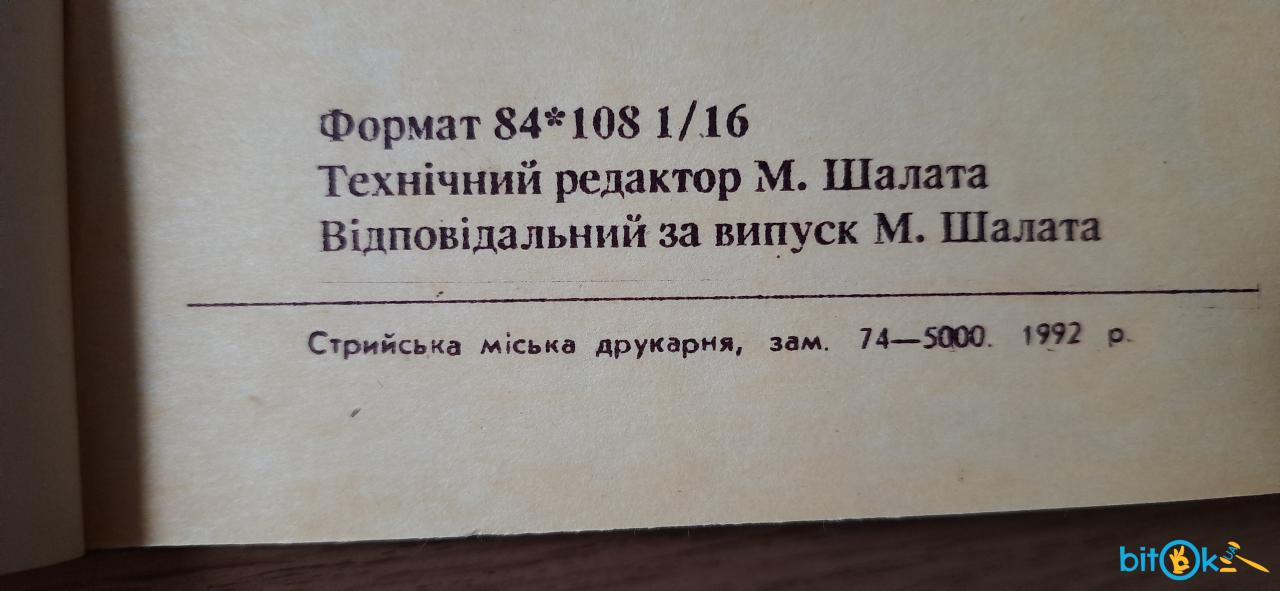 Формат 84*108 1/16
Технічний редактор М. Шалата
Відповідальний за випуск М. Шалата
Стрийська міська друкарня, зам. 74—5000. 1992 р.
bitOk UA